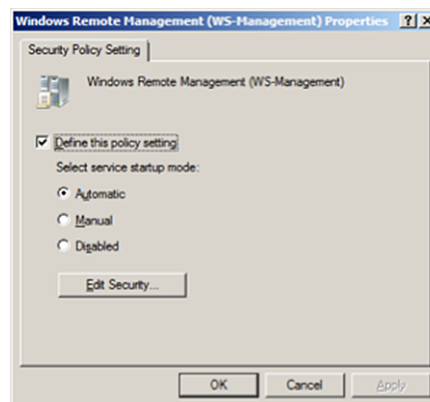 Windows Remote Management (WS-Management) Properties ? X
Security Policy Setting
Windows Remote Management (WS-Management)
Define this policy setting
Select service startup mode:
Automatic
Manual
Disabled
Edit Security...
OK Cancel Apply